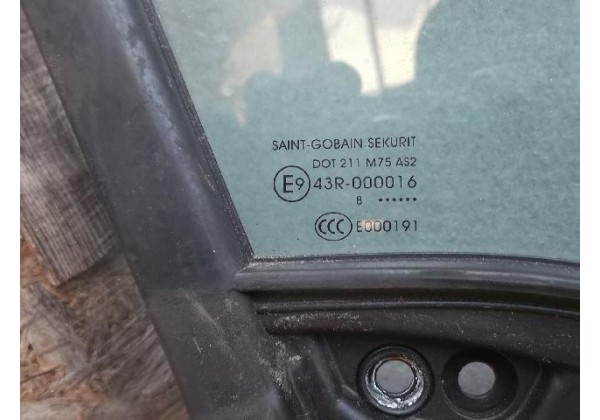 SAINT-GOBAIN SEKURIT
DOT 211 M75 AS2
E9 43R-000016
8 ••••••
CCC E000191